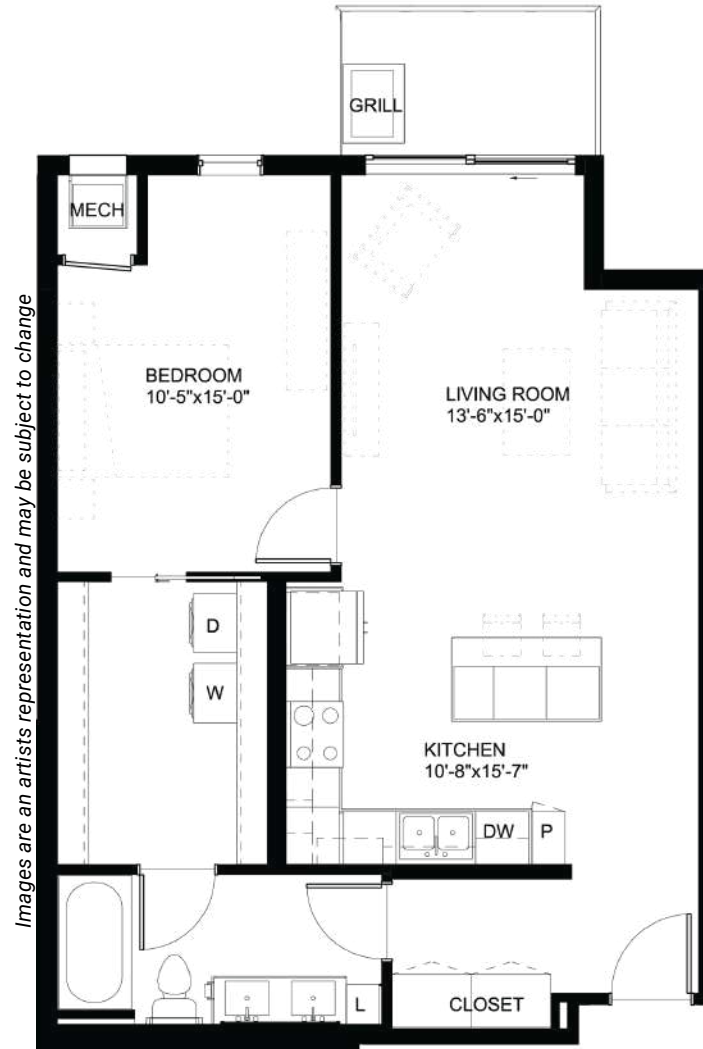 GRILL
MECH
BEDROOM
10'-5"x15'-0"
LIVING ROOM
13'-6"x15'-0"
Images are an artists representation and may be subject to change
D
W
KITCHEN
10'-8"x15'-7"
DW
P
L
CLOSET